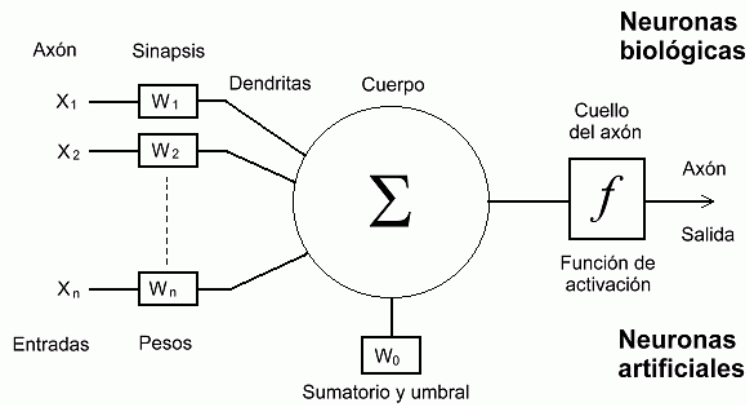 Neuronas
biológicas
Axón
Sinapsis
Dendritas
Cuerpo
Cuello
del axón
X1
W1
X2
W2
Σ
f
Axón
Salida
Xn
Wn
Función de
activación
Entradas
Pesos
W0
Sumatorio y umbral
Neuronas
artificiales